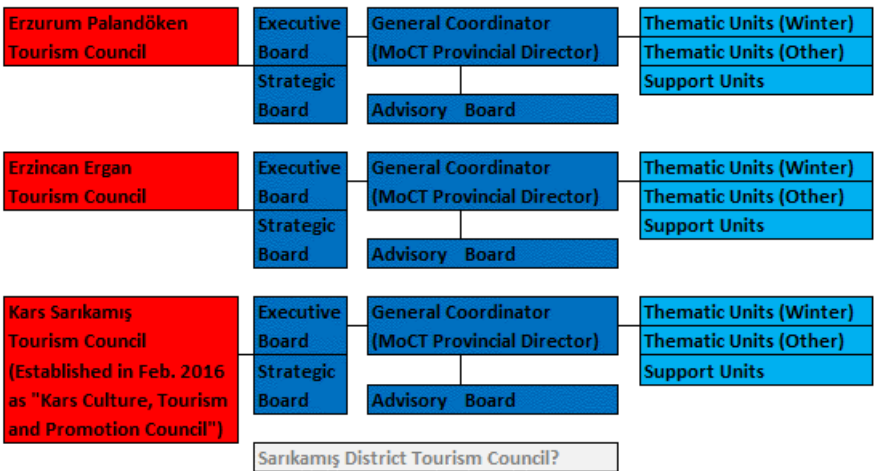 Erzurum Palandöken
Tourism Council
Executive
Board
Strategic
Board
General Coordinator
(MoCT Provincial Director)
Advisory Board
Thematic Units (Winter)
Thematic Units (Other)
Support Units
Erzincan Ergan
Tourism Council
Executive
Board
Strategic
Board
General Coordinator
(MoCT Provincial Director)
Advisory Board
Thematic Units (Winter)
Thematic Units (Other)
Support Units
Kars Sarıkamış
Tourism Council
(Established in Feb. 2016
as "Kars Culture, Tourism
and Promotion Council")
Executive
Board
Strategic
Board
General Coordinator
(MoCT Provincial Director)
Advisory Board
Thematic Units (Winter)
Thematic Units (Other)
Support Units
Sarıkamış District Tourism Council?